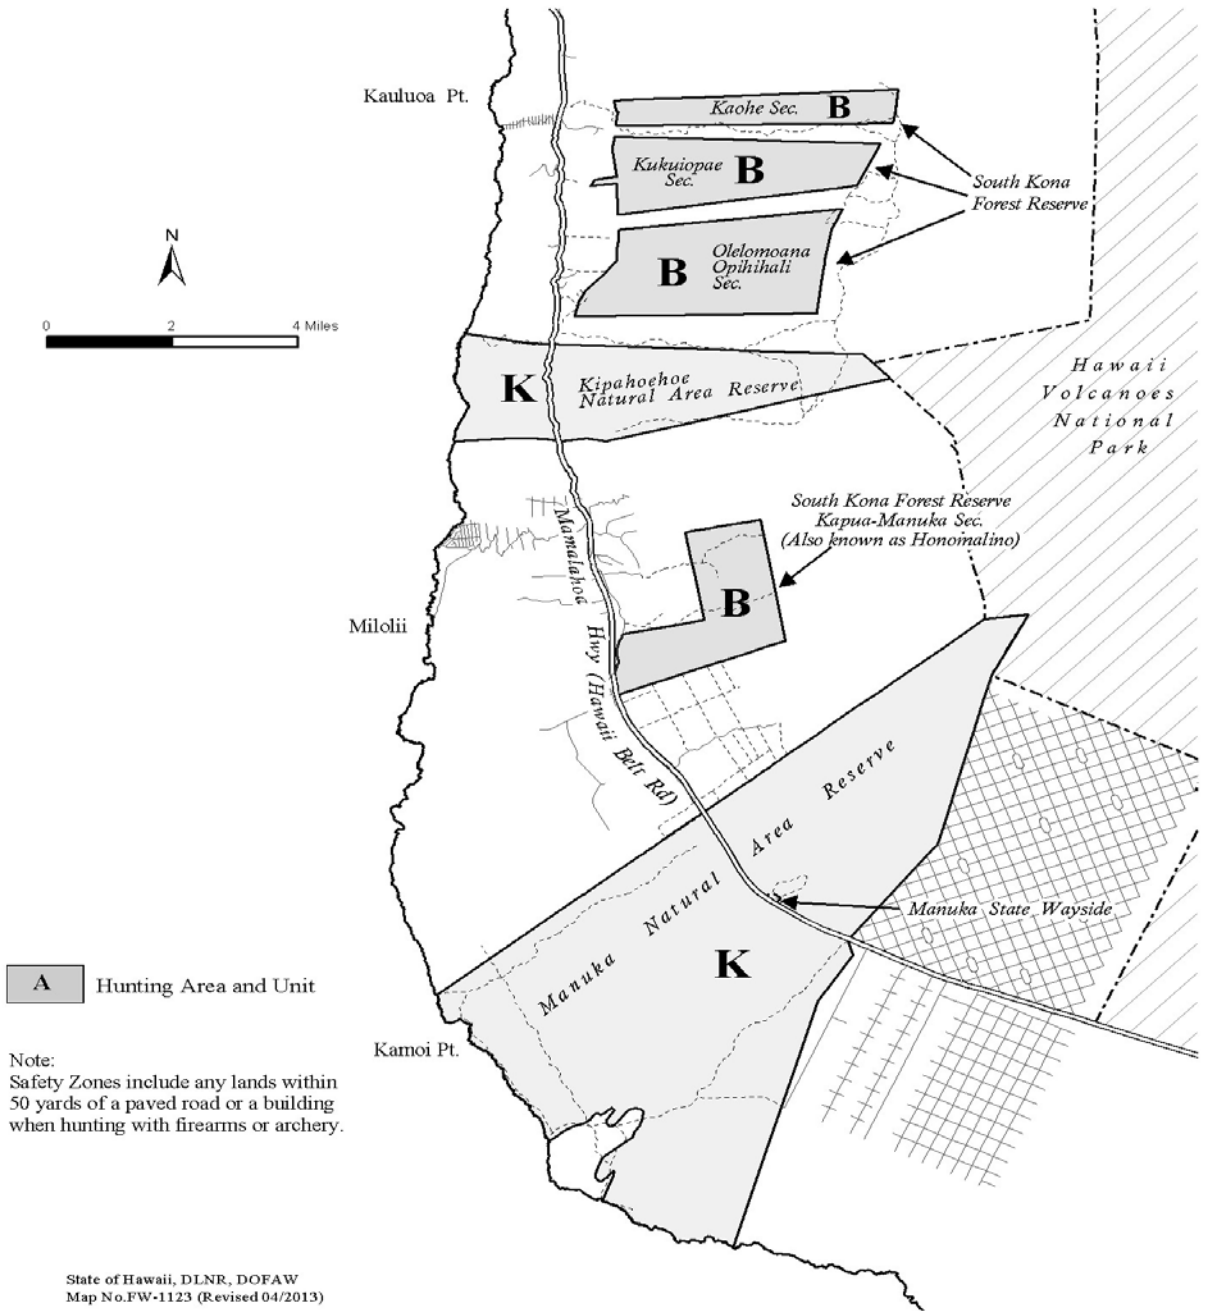 Kauluoa Pt.
Kaohe Sec.
B
Kukuiopae
Sec.
B
South Kona
Forest Reserve
Olelomoana
Opihihali
Sec.
B
N
0 2 4 Miles
K
Kipahoehoe
Natural Area Reserve
Hawaii
Volcanoes
National
Park
South Kona Forest Reserve
Kapua-Manuka Sec.
(Also known as Honomalino)
B
Mamalahoa Hwy (Hawaii Belt Rd)
Milolii
Manuka Natural Area Reserve
Manuka State Wayside
K
A
Hunting Area and Unit
Kamoi Pt.
Note:
Safety Zones include any lands within
50 yards of a paved road or a building
when hunting with firearms or archery.
State of Hawaii, DLNR, DOFAW
Map No.FW-1123 (Revised 04/2013)